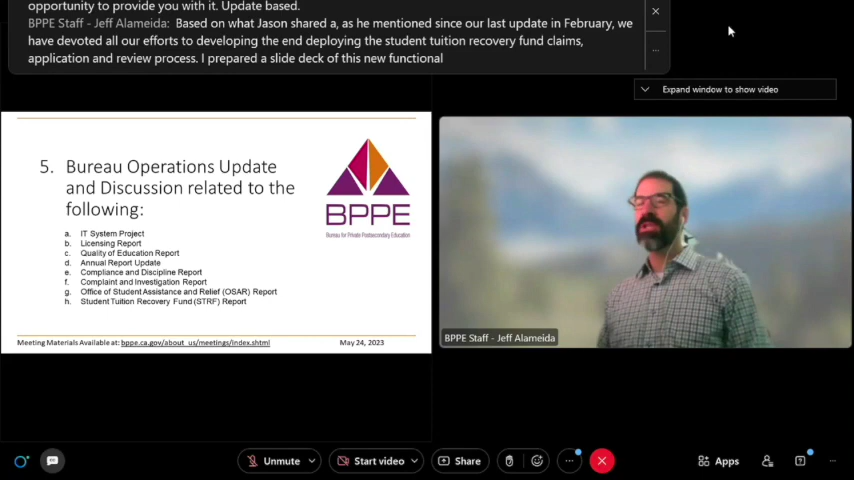 opportunity to provide you with it. Update based.
BPPE Staff - Jeff Alameida: Based on what Jason shared a, as he mentioned since our last update in February, we
have devoted all our efforts to developing the end deploying the student tuition recovery fund claims,
application and review process. I prepared a slide deck of this new functional
Expand window to show video
5. Bureau Operations Update
and Discussion related to the
following:
a. IT System Project
b. Licensing Report
c. Quality of Education Report
d. Annual Report Update
e. Compliance and Discipline Report
f. Complaint and Investigation Report
g. Office of Student Assistance and Relief (OSAR) Report
h. Student Tuition Recovery Fund (STRF) Report
BPPE
Bureau for Private Postsecondary Education
Meeting Materials Available at: bppe.ca.gov/about_us/meetings/index.shtml
May 24, 2023
BPPE Staff - Jeff Alameida
Unmute
Start video
Share
Apps